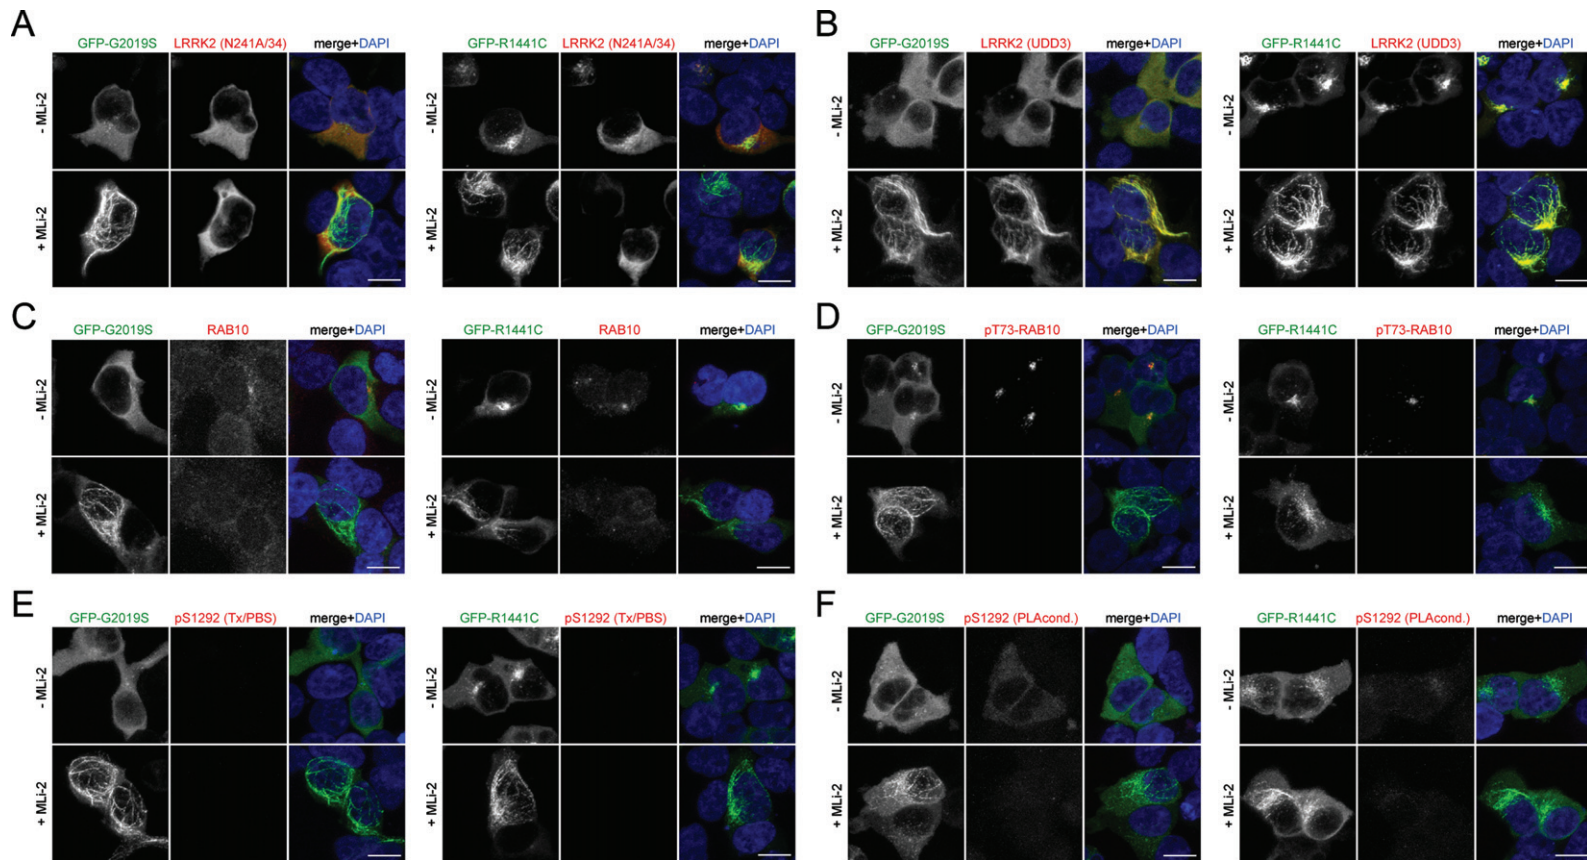 A
GFP-G2019S LRRK2 (N241A/34) merge+DAPI
- MLi-2
+ MLi-2
GFP-R1441C LRRK2 (N241A/34) merge+DAPI
- MLi-2
+ MLi-2
B
GFP-G2019S LRRK2 (UDD3) merge+DAPI
- MLi-2
+ MLi-2
GFP-R1441C LRRK2 (UDD3) merge+DAPI
- MLi-2
+ MLi-2
C
GFP-G2019S RAB10 merge+DAPI
- MLi-2
+ MLi-2
GFP-R1441C RAB10 merge+DAPI
- MLi-2
+ MLi-2
D
GFP-G2019S pT73-RAB10 merge+DAPI
- MLi-2
+ MLi-2
GFP-R1441C pT73-RAB10 merge+DAPI
- MLi-2
+ MLi-2
E
GFP-G2019S pS1292 (Tx/PBS) merge+DAPI
- MLi-2
+ MLi-2
GFP-R1441C pS1292 (Tx/PBS) merge+DAPI
- MLi-2
+ MLi-2
F
GFP-G2019S pS1292 (PLAcond.) merge+DAPI
- MLi-2
+ MLi-2
GFP-R1441C pS1292 (PLAcond.) merge+DAPI
- MLi-2
+ MLi-2